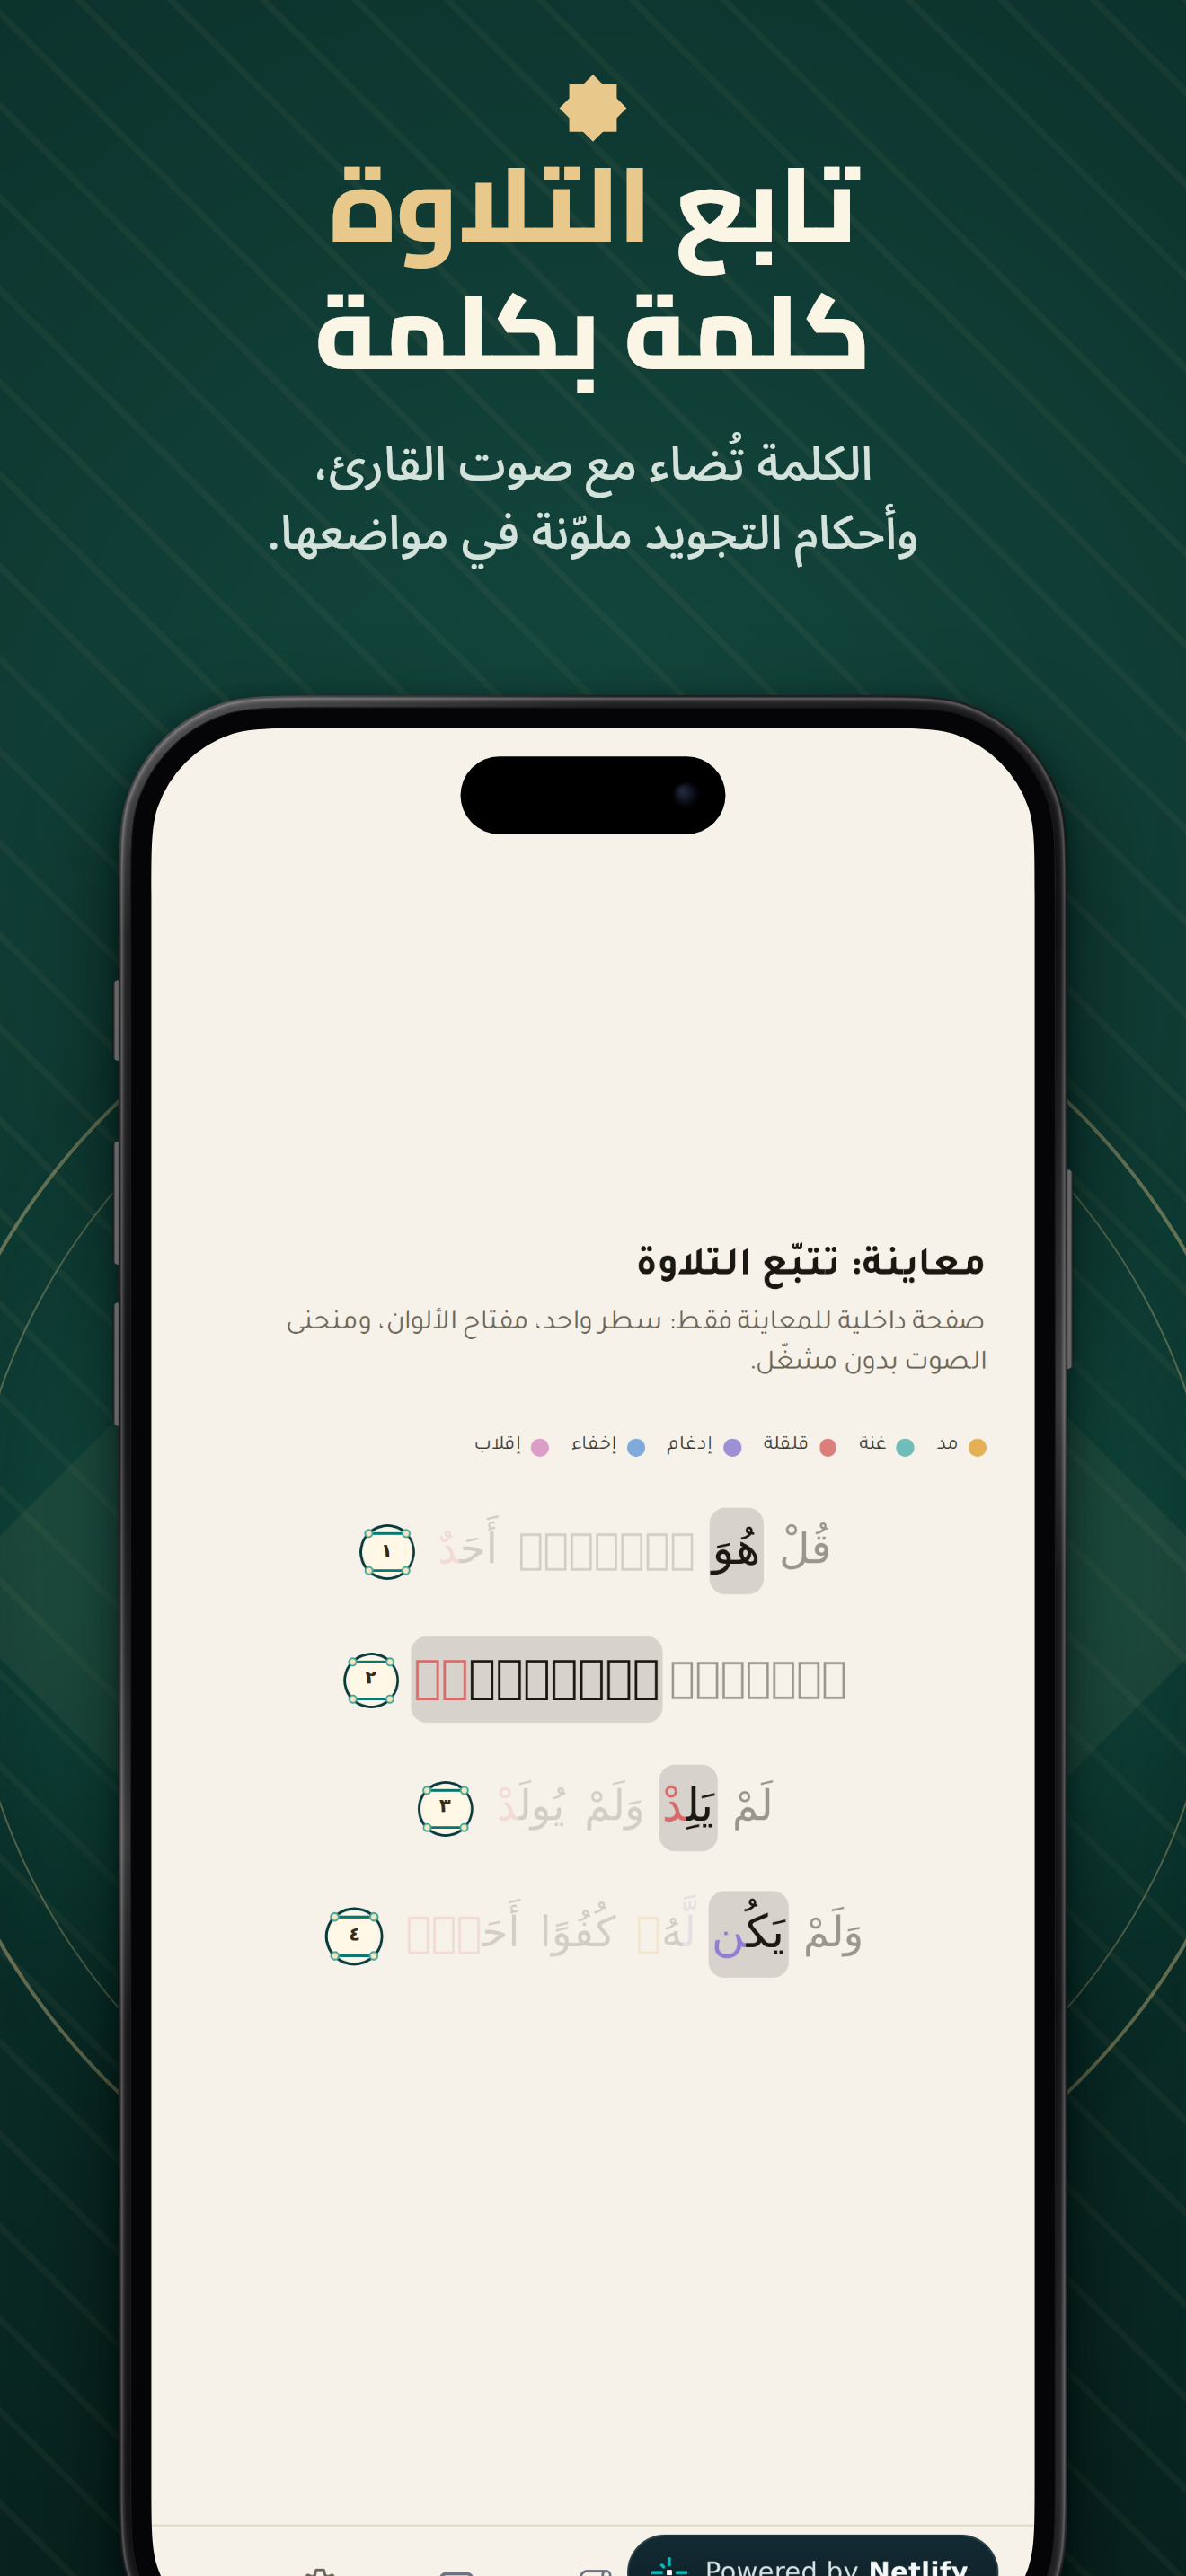 تابع التلاوة
كلمة بكلمة
الكلمة تُضاء مع صوت القارئ،
وأحكام التجويد ملوّنة في مواضعها.
معاينة: تتبّع التلاوة
صفحة داخلية للمعاينة فقط: سطر واحد، مفتاح الألوان، ومنحنى
الصوت بدون مشغّل.
مد غنة قلقلة إدغام إخفاء إقلاب
قُلْ هُوَ أَحَدٌ ١
٢
لَمْ يَلِدْ وَلَمْ يُولَدْ ٣
وَلَمْ يَكُن لَّهُ كُفُوًا أَحَ ٤
Powered by Netlify